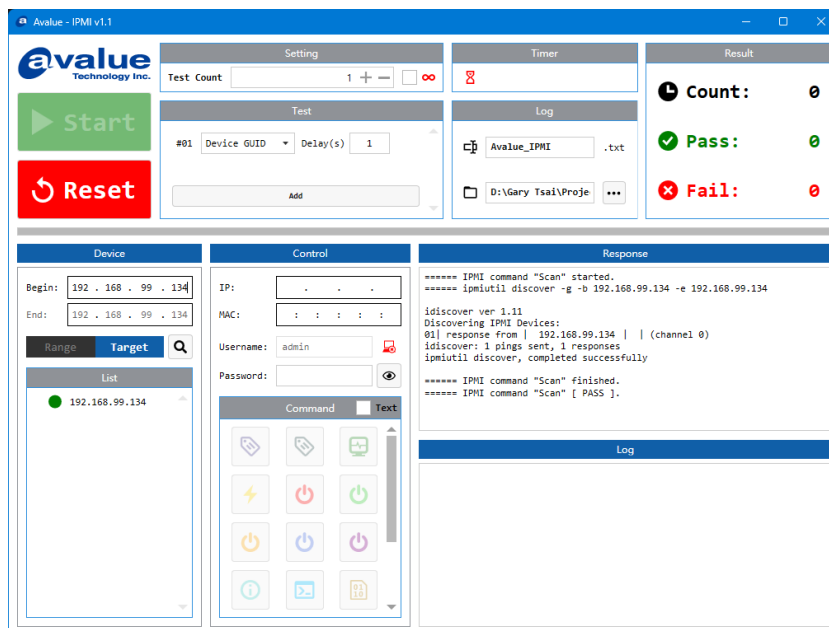 Avalue - IPMI v1.1
avalue
Technology Inc.
Start
Reset
Setting
Test Count 1
Test
#01 Device GUID Delay(s) 1
Add
Timer
Log
Avalue_IPMI .txt
D:\Gary Tsai\Proje
Result
Count: 0
Pass: 0
Fail: 0
Device
Begin: 192 . 168 . 99 . 134
End: 192 . 168 . 99 . 134
Range Target
List
192.168.99.134
Control
IP: . . .
MAC: : : : : :
Username: admin
Password:
Command Text
Response
====== IPMI command "Scan" started.
====== ipmiutil discover -g -b 192.168.99.134 -e 192.168.99.134
idiscover ver 1.11
Discovering IPMI Devices:
01| response from | 192.168.99.134 | | (channel 0)
idiscover: 1 pings sent, 1 responses
ipmiutil discover, completed successfully
====== IPMI command "Scan" finished.
====== IPMI command "Scan" [ PASS ].
Log